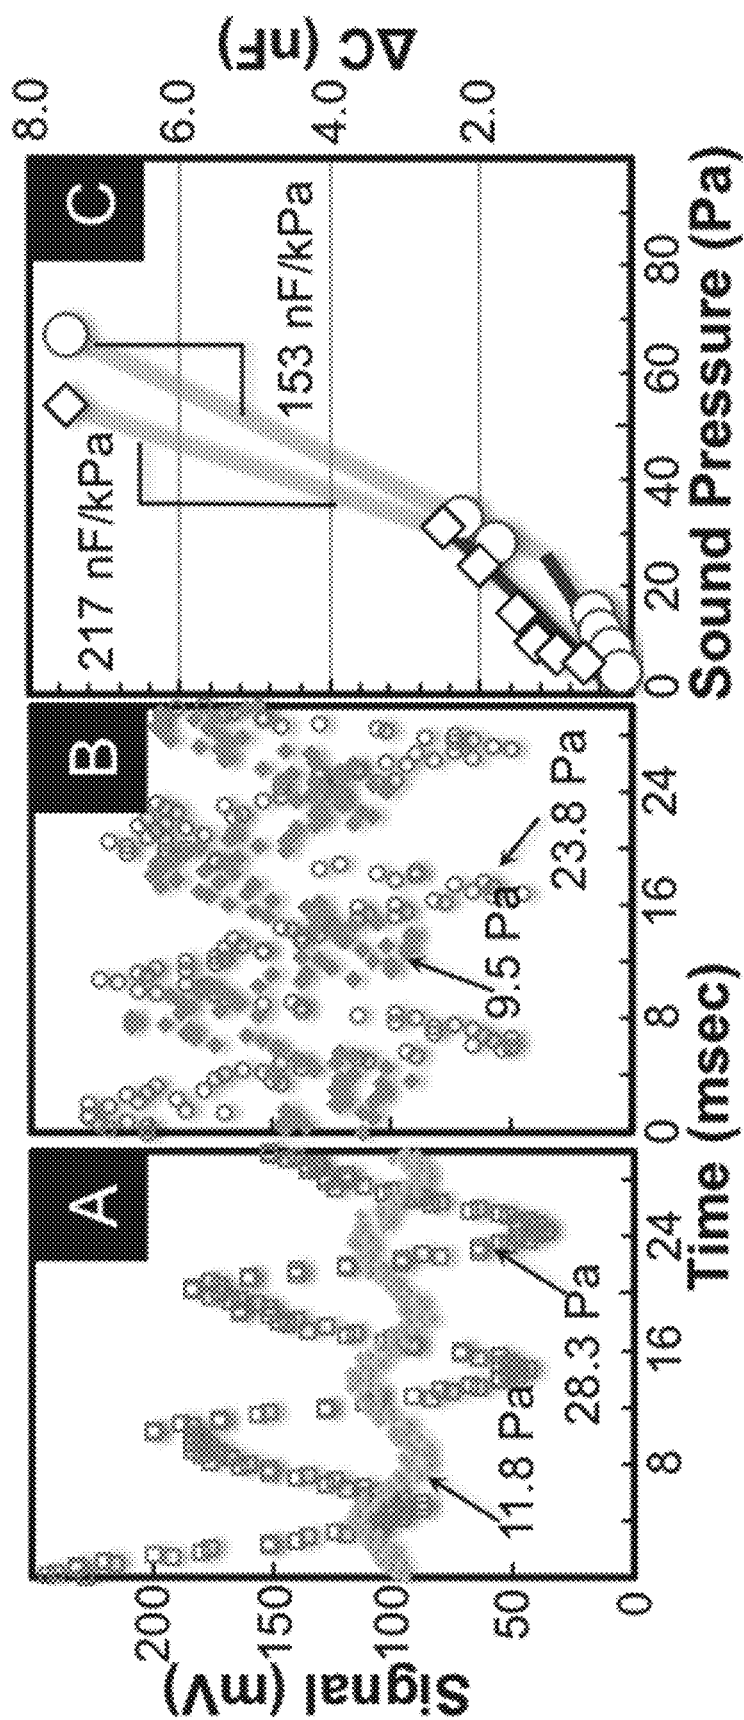 Signal (mV)
200
150
100
50
0
A
11.8 Pa
28.3 Pa
8
16
24
B
9.5 Pa
23.8 Pa
0
8
16
24
Time (msec)
C
217 nF/kPa
153 nF/kPa
0
20
40
60
80
Sound Pressure (Pa)
8.0
6.0
4.0
2.0
ΔC (nF)